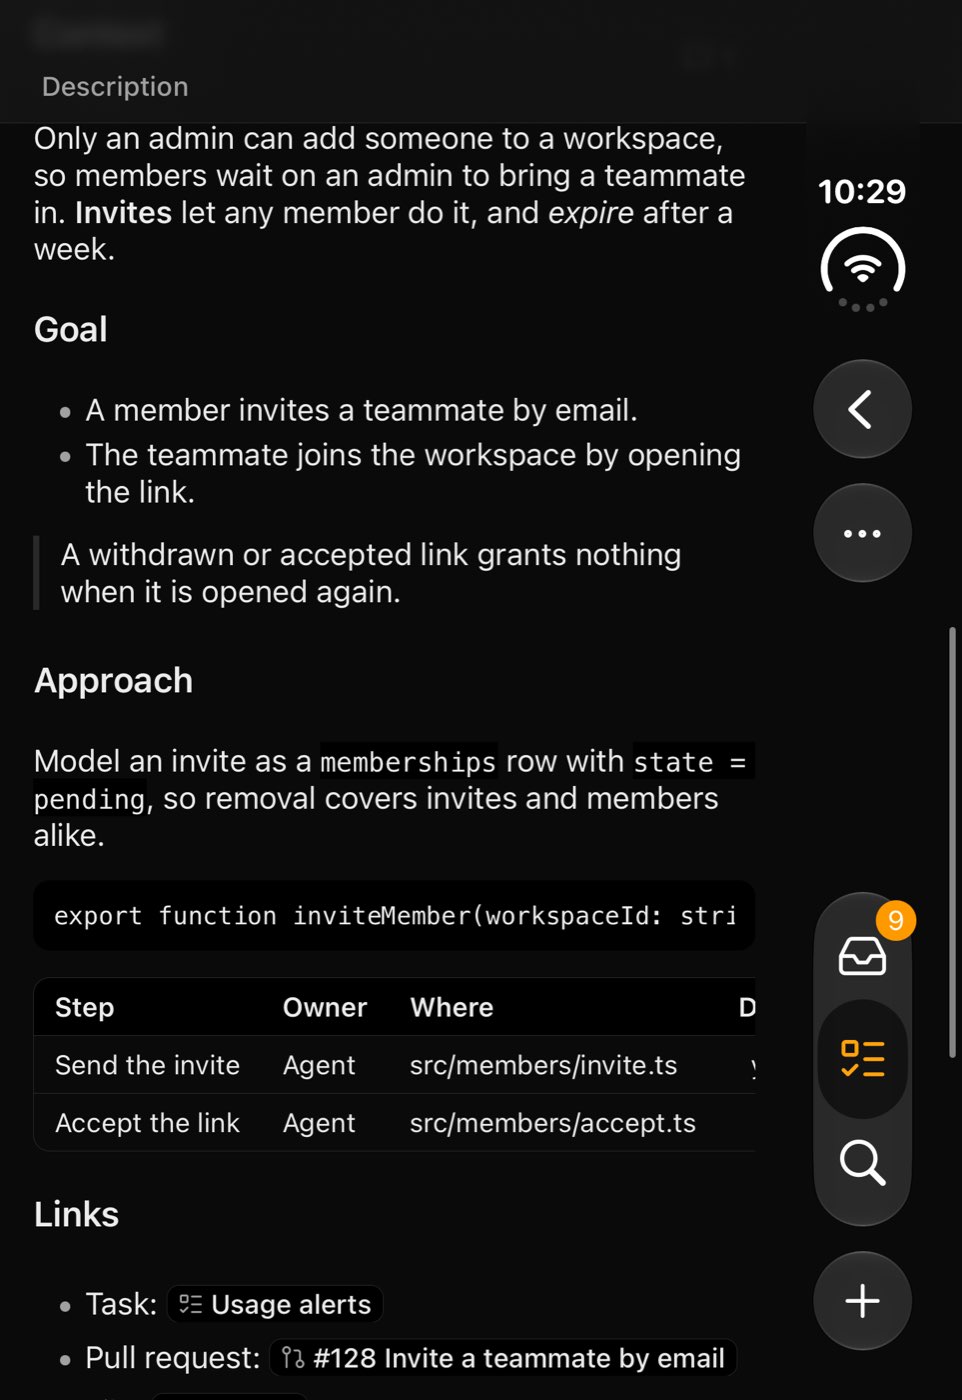 Description
Only an admin can add someone to a workspace,
so members wait on an admin to bring a teammate
in. Invites let any member do it, and expire after a
week.
10:29
Goal
A member invites a teammate by email.
The teammate joins the workspace by opening
the link.
A withdrawn or accepted link grants nothing
when it is opened again.
Approach
Model an invite as a memberships row with state =
pending, so removal covers invites and members
alike.
export function inviteMember(workspaceId: stri
9
Step Owner Where D
Send the invite Agent src/members/invite.ts
Accept the link Agent src/members/accept.ts
Links
Task: Usage alerts
Pull request: #128 Invite a teammate by email